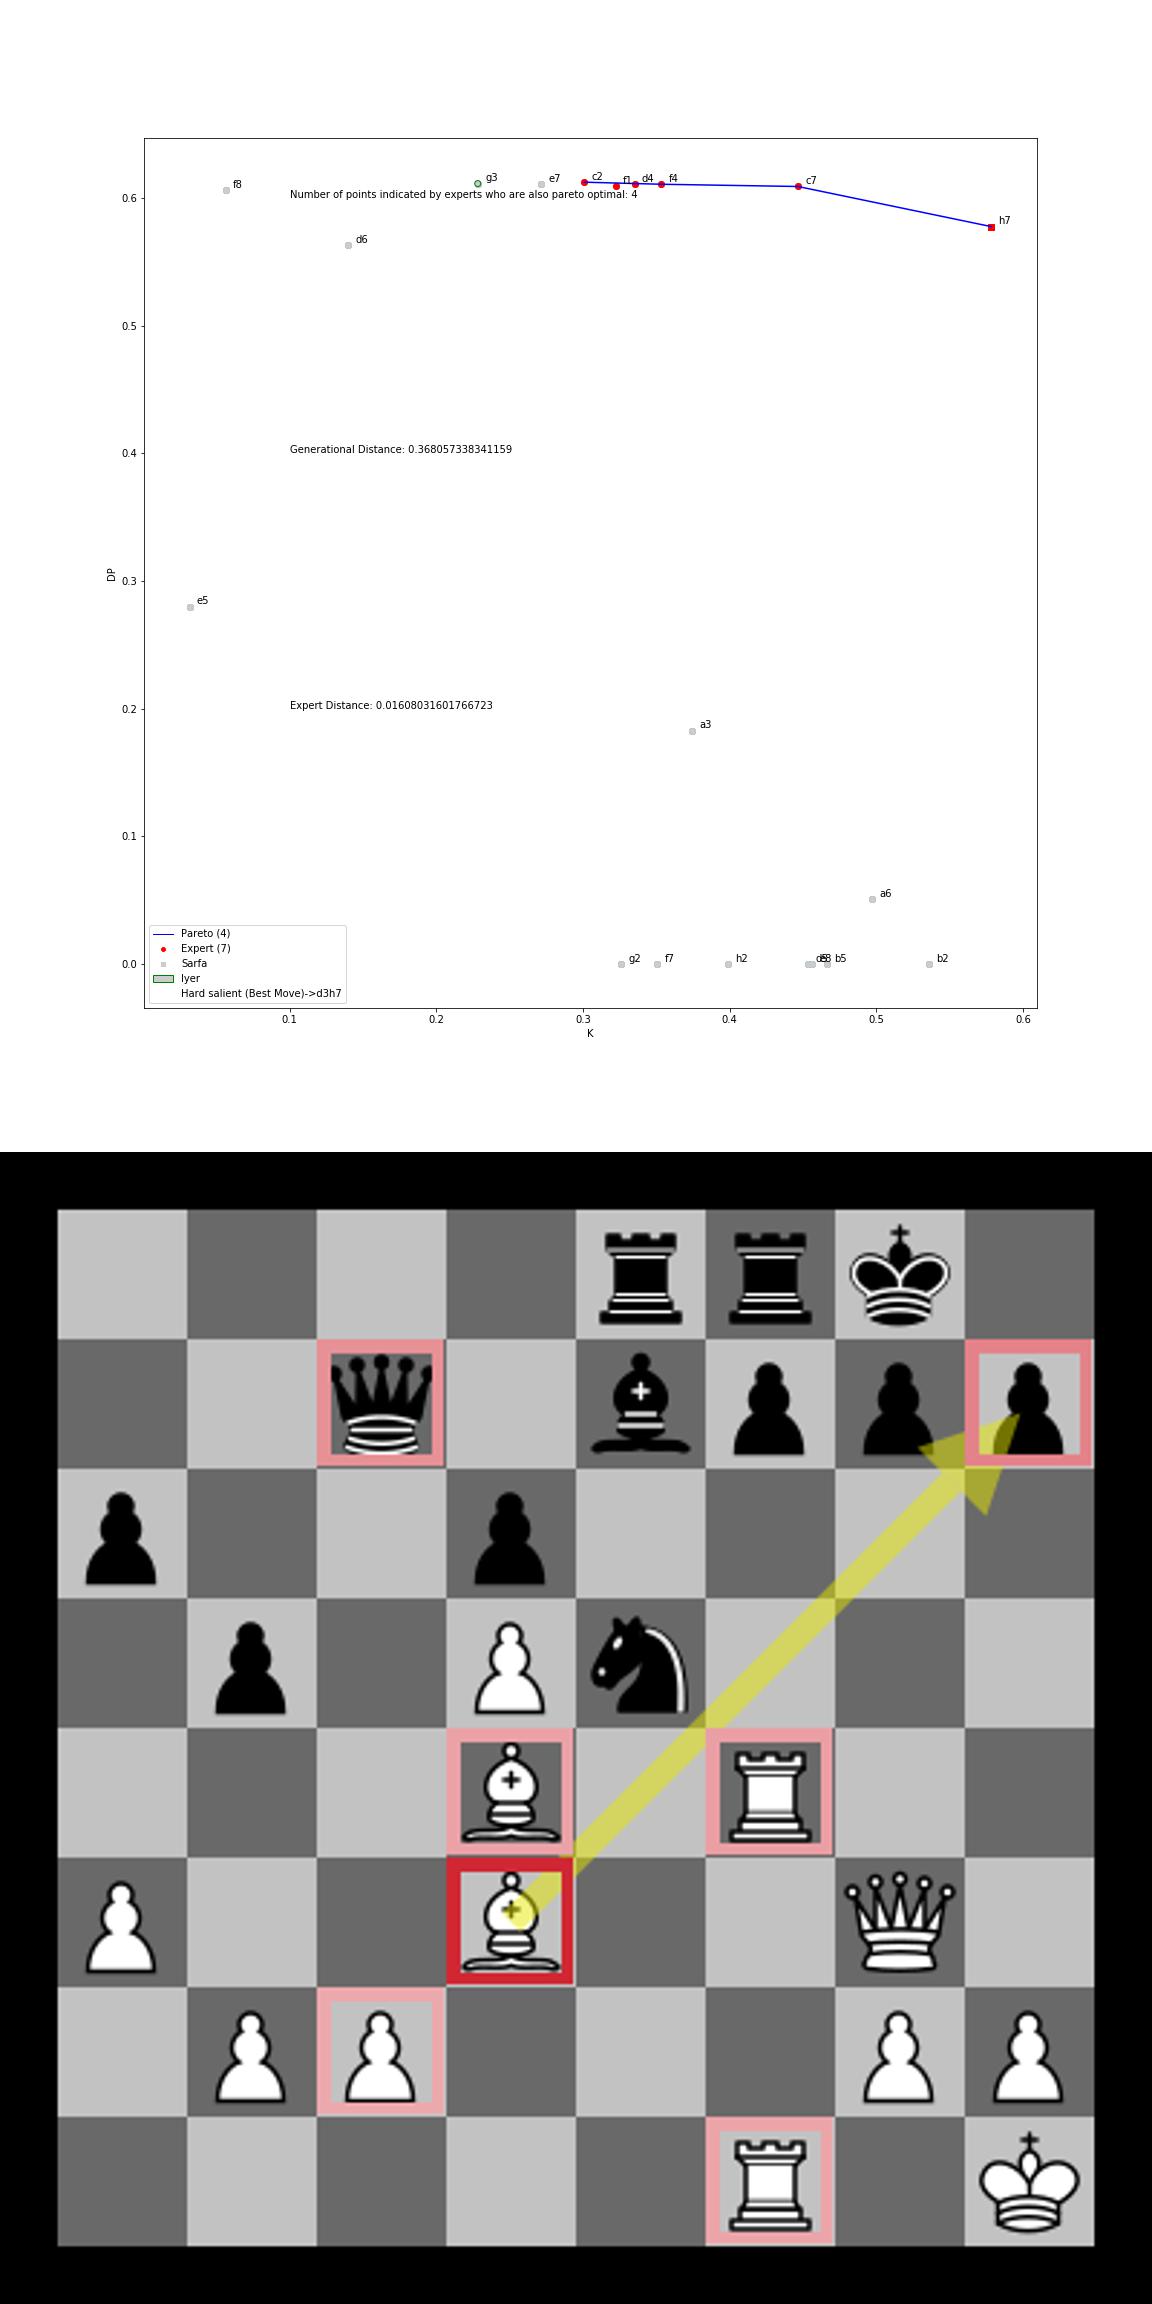 f8
g3
e7
c2
f1
d4
f4
c7
h7
0.6
Number of points indicated by experts who are also pareto optimal: 4
d6
0.5
Generational Distance: 0.368057338341159
0.4
DP
0.3
e5
0.2
Expert Distance: 0.01608031601766723
a3
0.1
a6
0.0
g2
f7
h2
b5
b2
Pareto (4)
Expert (7)
Sarfa
Iyer
Hard salient (Best Move)->d3h7
0.1 0.2 0.3 0.4 0.5 0.6
K